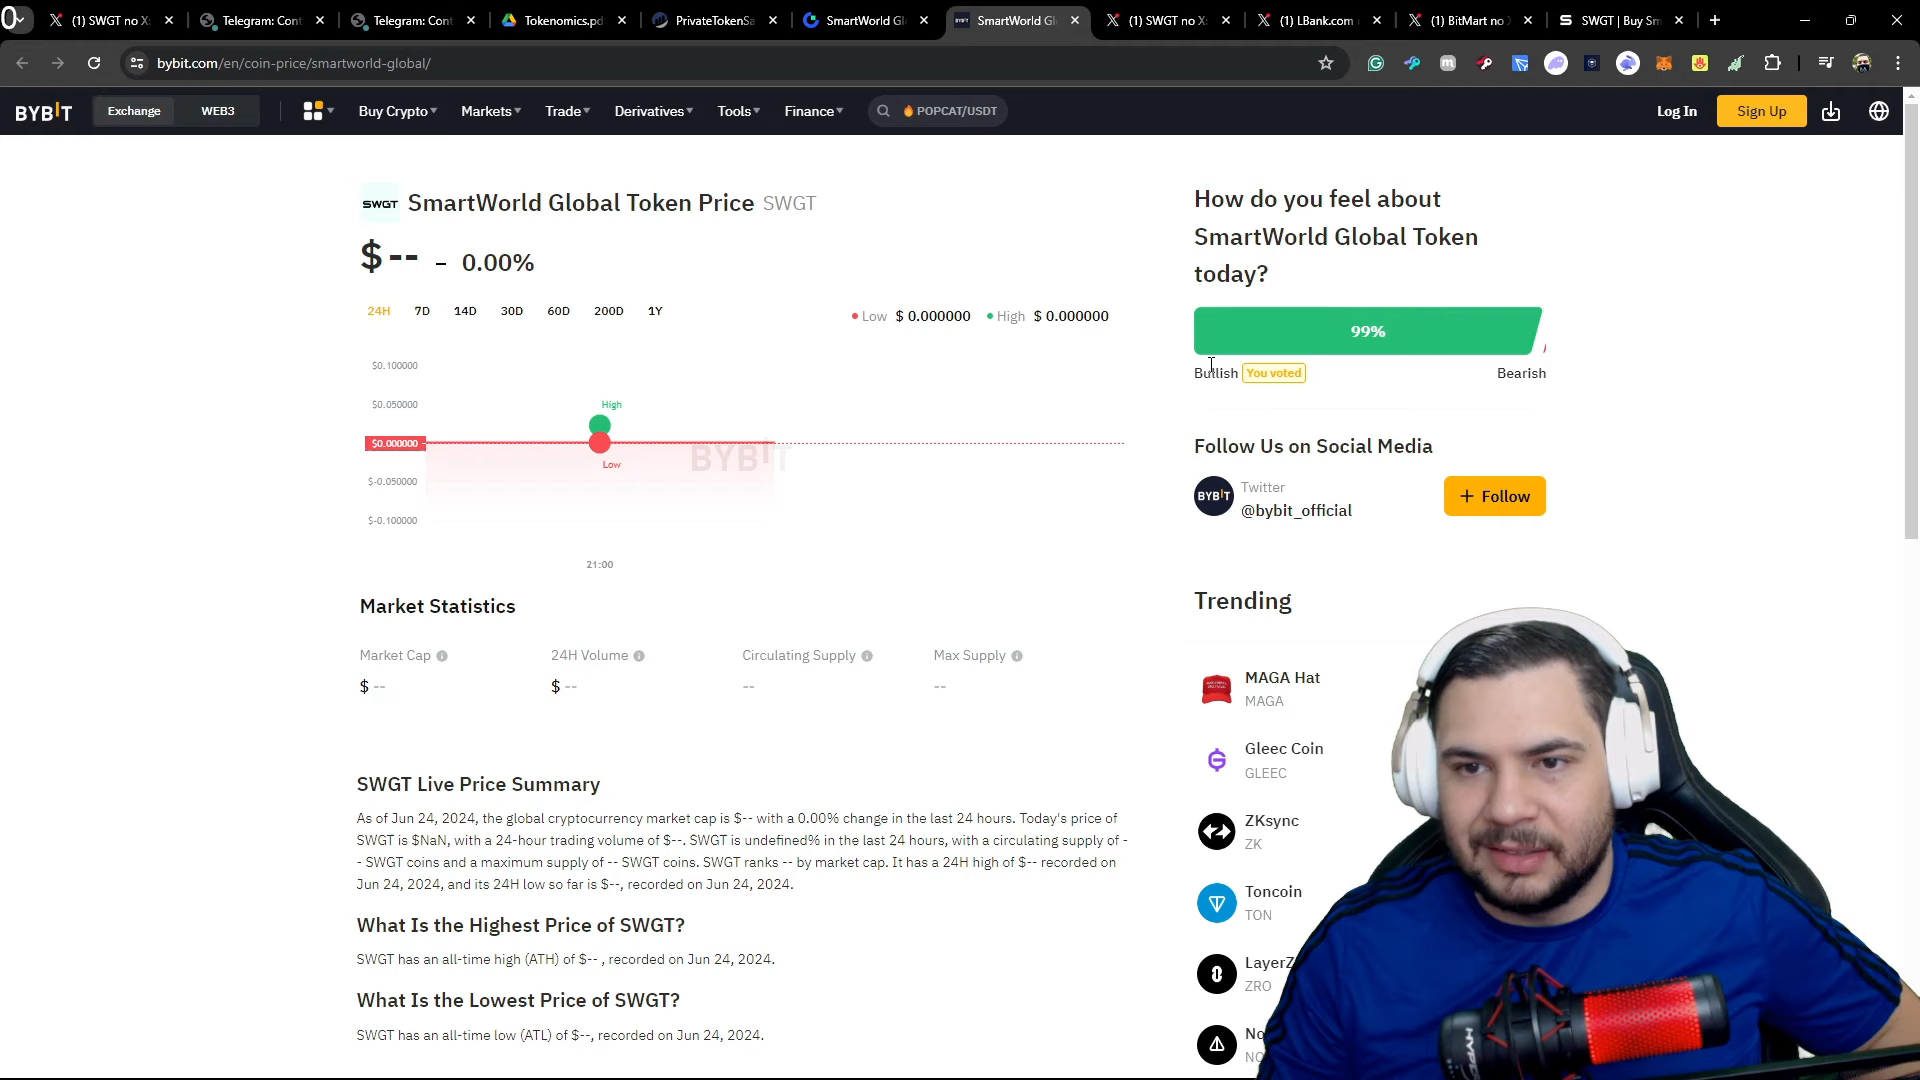 (1) SWGT no X
Telegram: Cont
Telegram: Cont
Tokenomics.pd
PrivateTokenSa
SmartWorld Gl
SmartWorld Gl
(1) SWGT no X
(1) LBank.com
(1) BitMart no X
SWGT | Buy Sm
bybit.com/en/coin-price/smartworld-global/
BYBIT
Exchange
WEB3
Buy Crypto
Markets
Trade
Derivatives
Tools
Finance
POPCAT/USDT
Log In
Sign Up
SWGT
SmartWorld Global Token Price SWGT
$-- – 0.00%
24H 7D 14D 30D 60D 200D 1Y
Low $ 0.000000 High $ 0.000000
$0.100000
$0.050000
$0.000000
$-0.050000
$-0.100000
High
Low
BYBIT
21:00
Market Statistics
Market Cap
$ --
24H Volume
$ --
Circulating Supply
--
Max Supply
--
SWGT Live Price Summary
As of Jun 24, 2024, the global cryptocurrency market cap is $-- with a 0.00% change in the last 24 hours. Today's price of
SWGT is $NaN, with a 24-hour trading volume of $--. SWGT is undefined% in the last 24 hours, with a circulating supply of -
- SWGT coins and a maximum supply of -- SWGT coins. SWGT ranks -- by market cap. It has a 24H high of $-- recorded on
Jun 24, 2024, and its 24H low so far is $--, recorded on Jun 24, 2024.
What Is the Highest Price of SWGT?
SWGT has an all-time high (ATH) of $-- , recorded on Jun 24, 2024.
What Is the Lowest Price of SWGT?
SWGT has an all-time low (ATL) of $--, recorded on Jun 24, 2024.
How do you feel about
SmartWorld Global Token
today?
99%
Bullish You voted
Bearish
Follow Us on Social Media
BYBIT
Twitter
@bybit_official
+ Follow
Trending
MAGA Hat
MAGA
Gleec Coin
GLEEC
ZKsync
ZK
Toncoin
TON
LayerZ
ZRO
No
NO